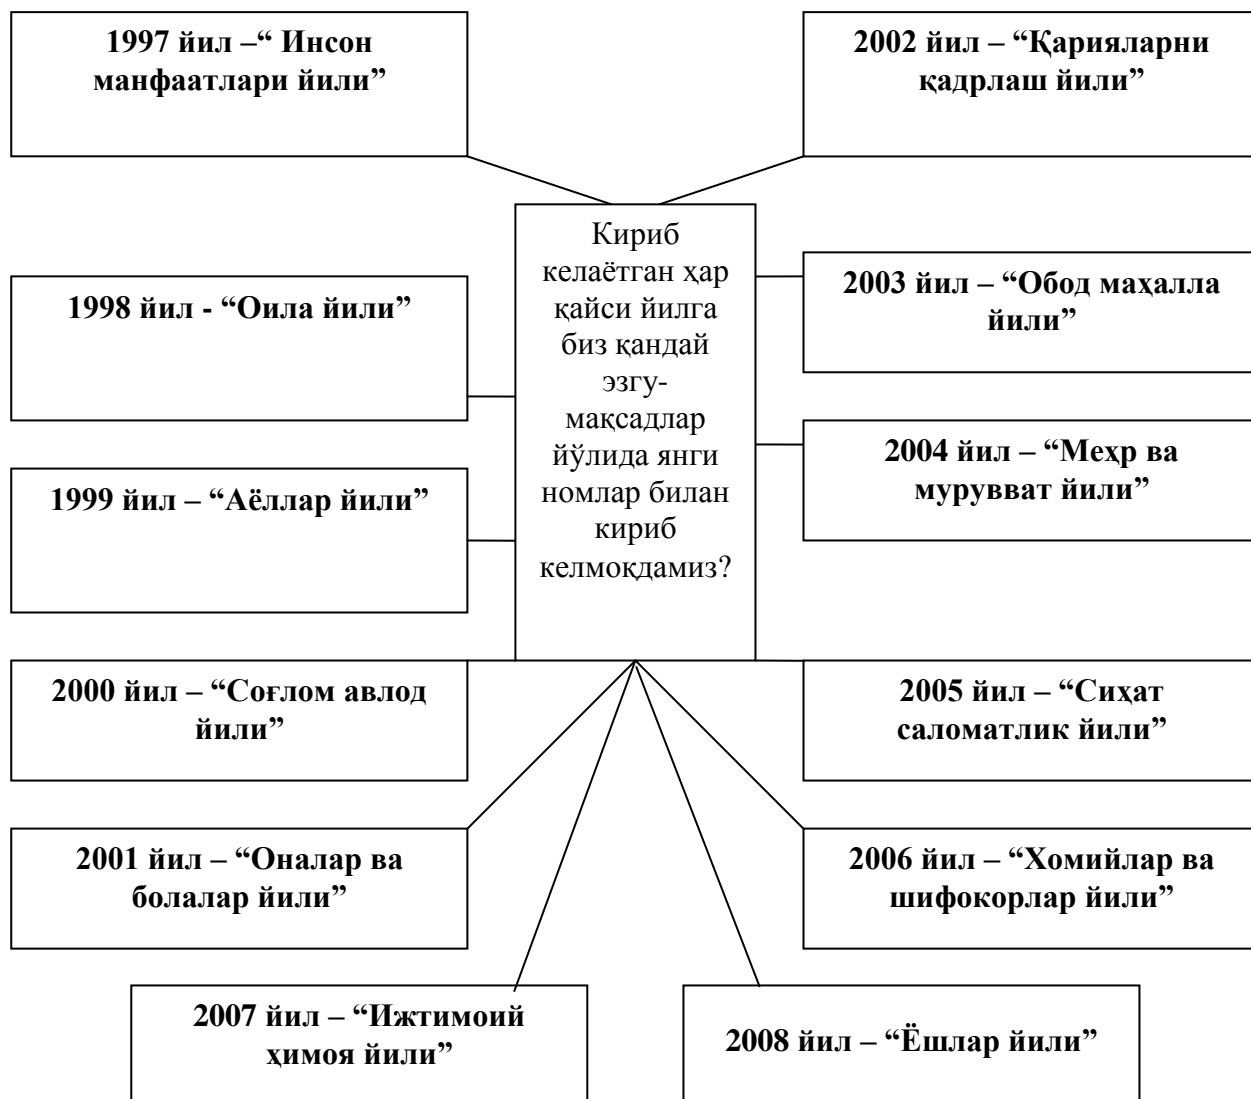 1997 йил –“ Инсон
манфаатлари йили”
2002 йил – “Қарияларни
қадрлаш йили”
Кириб
келаётган ҳар
қайси йилга
биз қандай
эзгу-
мақсадлар
йўлида янги
номлар билан
кириб
келмоқдамиз?
1998 йил - “Оила йили”
2003 йил – “Обод маҳалла
йили”
1999 йил – “Аёллар йили”
2004 йил – “Меҳр ва
мурувват йили”
2000 йил – “Соғлом авлод
йили”
2005 йил – “Сиҳат
саломатлик йили”
2001 йил – “Оналар ва
болалар йили”
2006 йил – “Хомийлар ва
шифокорлар йили”
2007 йил – “Ижтимоий
ҳимоя йили”
2008 йил – “Ёшлар йили”